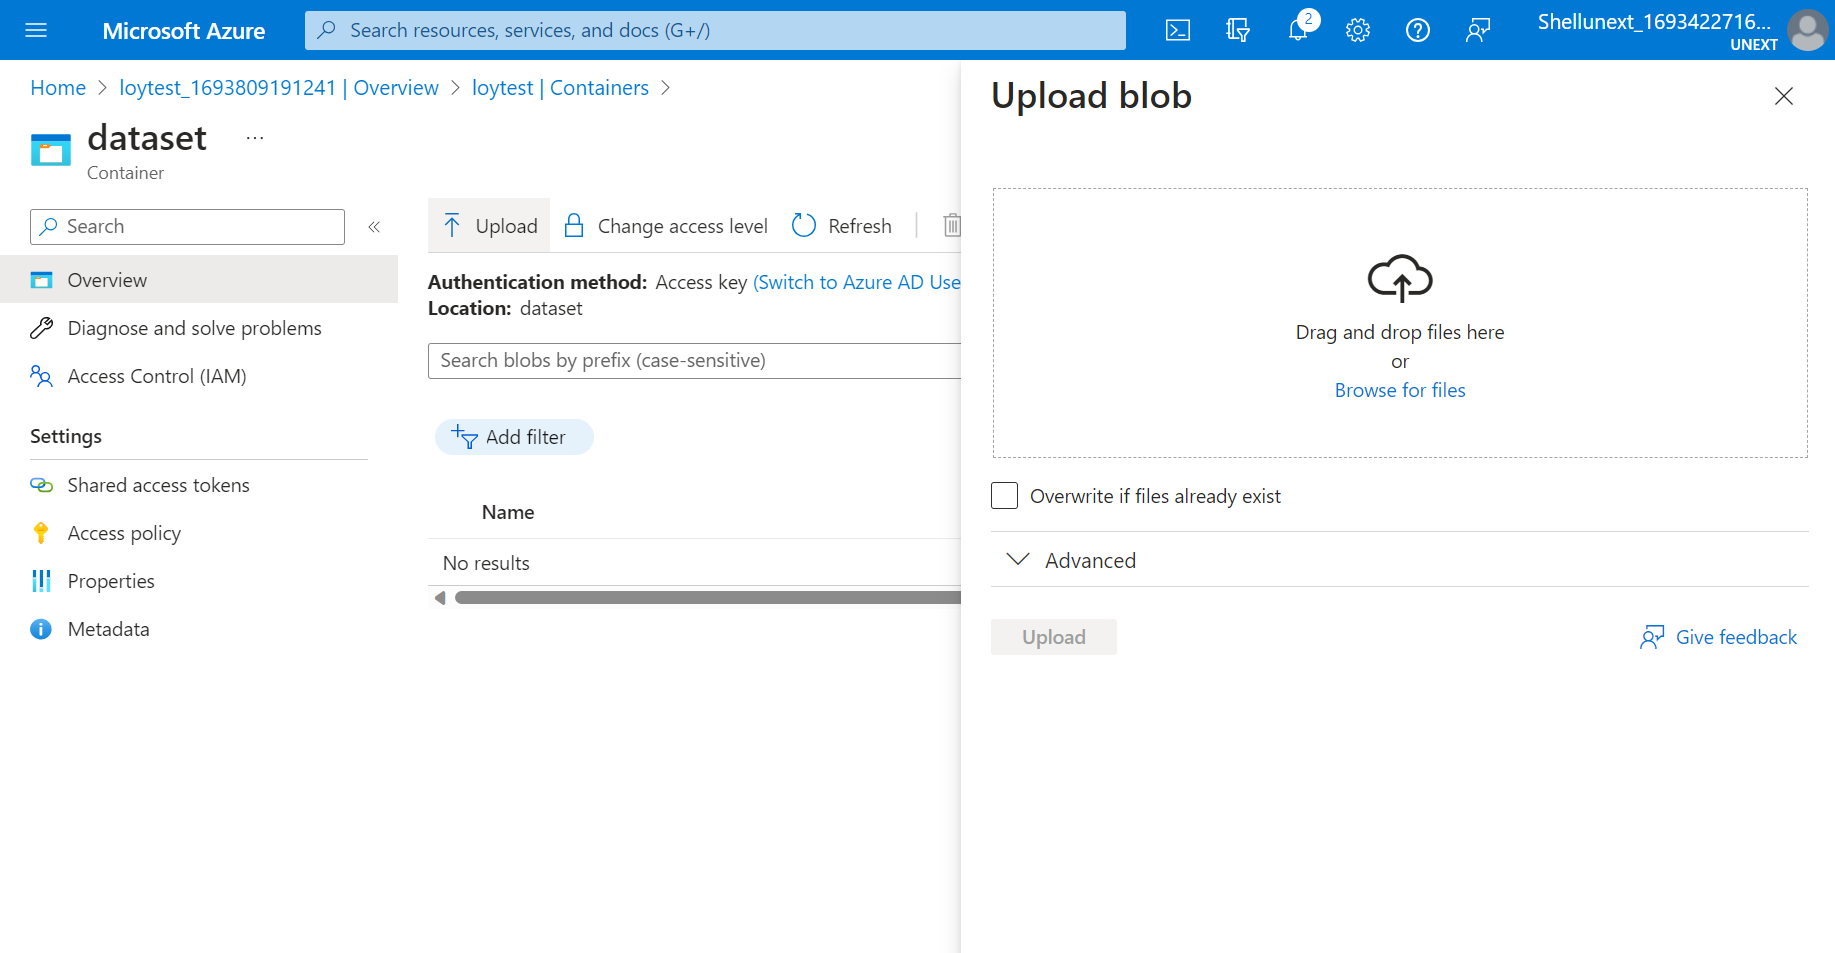 Microsoft Azure
Search resources, services, and docs (G+/)
2
Shellunext_1693422716...
UNEXT
Home > loytest_1693809191241 | Overview > loytest | Containers >
dataset ...
Container
Search
«
Overview
Diagnose and solve problems
Access Control (IAM)
Settings
Shared access tokens
Access policy
Properties
Metadata
Upload Change access level Refresh
Authentication method: Access key (Switch to Azure AD Use
Location: dataset
Search blobs by prefix (case-sensitive)
Add filter
Name
No results
Upload blob
Drag and drop files here
or
Browse for files
Overwrite if files already exist
Advanced
Upload
Give feedback